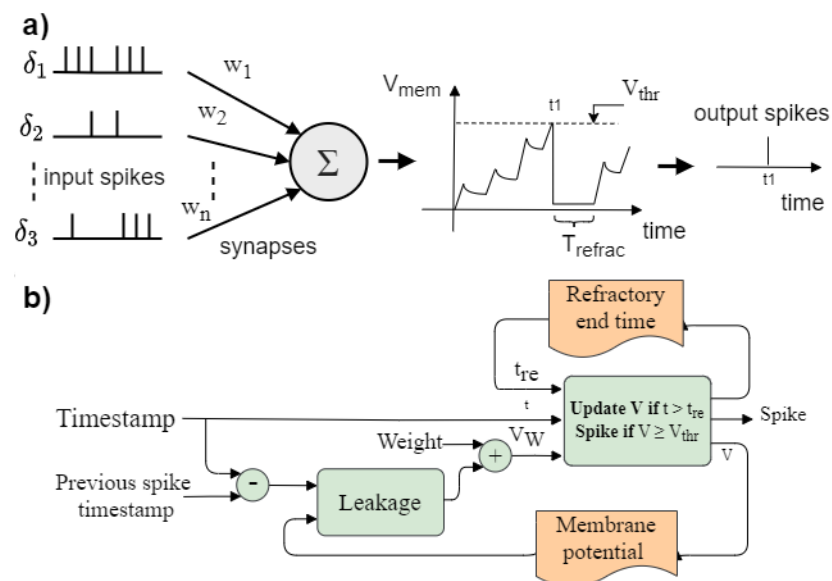 a)
δ1
w1
δ2
w2
input spikes
wn
δ3
synapses
Σ
Vmem
t1
Vthr
Trefrac
time
output spikes
t1
time
b)
Refractory
end time
tre
t
Timestamp
Update V if t > tre
Spike if V ≥ Vthr
Spike
Weight
VW
+
V
Previous spike
timestamp
-
Leakage
Membrane
potential